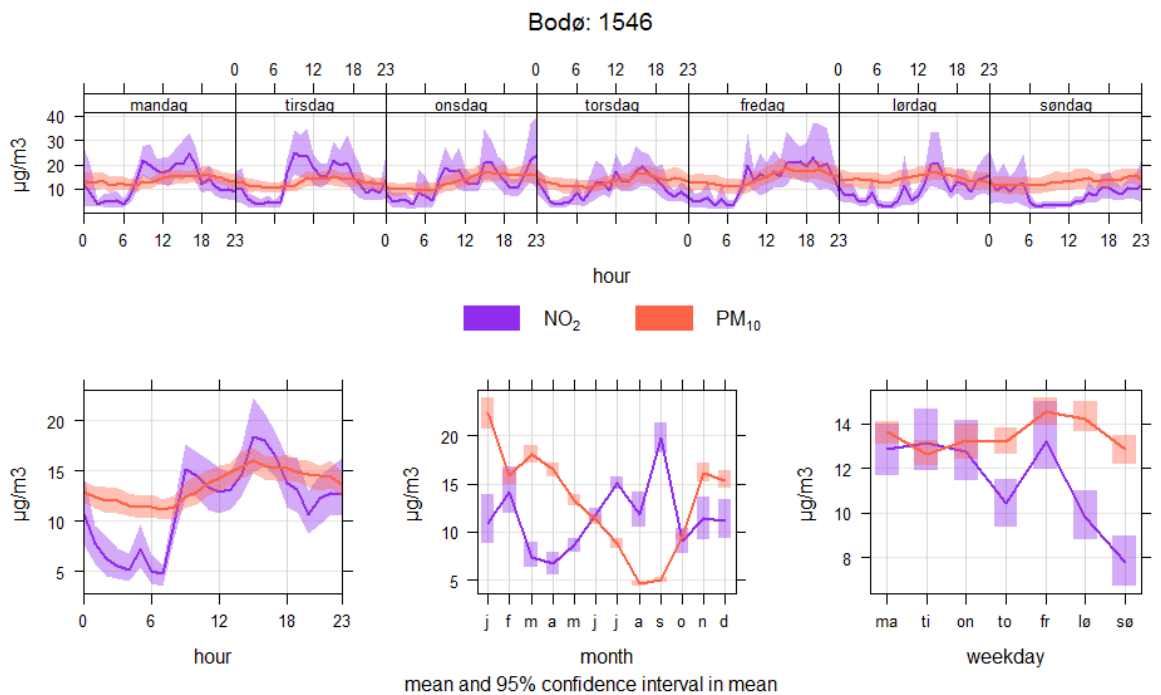 Bodø: 1546
0 6 12 18 23 0 6 12 18 23 0 6 12 18 23
mandag tirsdag onsdag torsdag fredag lørdag søndag
40
30
20
10
µg/m3
0 6 12 18 23 0 6 12 18 23 0 6 12 18 23 0 6 12 18 23
hour
NO₂ PM₁₀
20
15
10
5
µg/m3
0 6 12 18 23
hour
20
15
10
5
µg/m3
j f m a m j j a s o n d
month
14
12
10
8
µg/m3
ma ti on to fr lø sø
weekday
mean and 95% confidence interval in mean